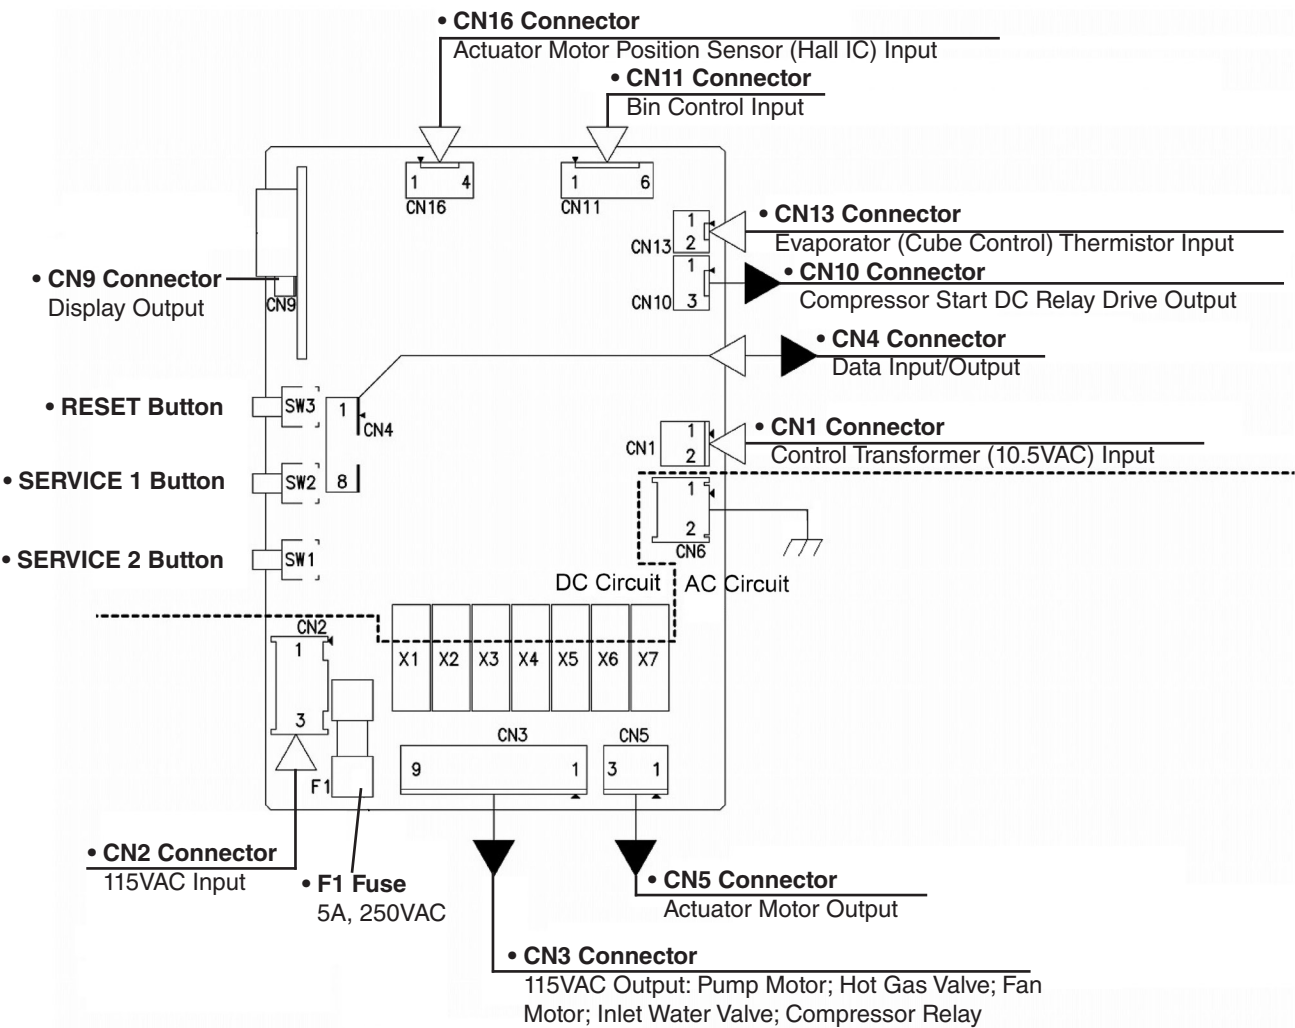 • CN16 Connector
Actuator Motor Position Sensor (Hall IC) Input
• CN11 Connector
Bin Control Input
1 4
CN16
1 6
CN11
• CN13 Connector
Evaporator (Cube Control) Thermistor Input
1
2
CN13
• CN10 Connector
Compressor Start DC Relay Drive Output
1
3
CN10
• CN9 Connector
Display Output
CN9
• CN4 Connector
Data Input/Output
• RESET Button
SW3
1
CN4
8
• CN1 Connector
Control Transformer (10.5VAC) Input
1
2
CN1
• SERVICE 1 Button
SW2
1
2
CN6
• SERVICE 2 Button
SW1
DC Circuit
AC Circuit
CN2
1
3
X1 X2 X3 X4 X5 X6 X7
CN3
9 1
CN5
3 1
F1
• CN2 Connector
115VAC Input
• F1 Fuse
5A, 250VAC
• CN5 Connector
Actuator Motor Output
• CN3 Connector
115VAC Output: Pump Motor; Hot Gas Valve; Fan
Motor; Inlet Water Valve; Compressor Relay